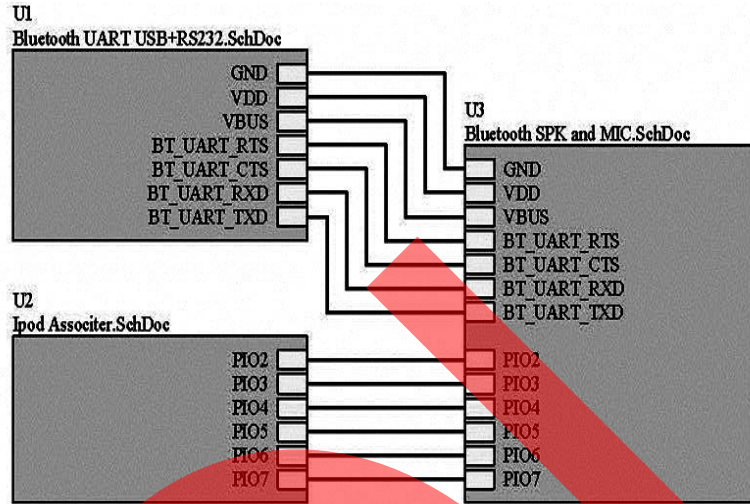 U1
Bluetooth UART USB+RS232.SchDoc
GND
VDD
VBUS
BT_UART_RTS
BT_UART_CTS
BT_UART_RXD
BT_UART_TXD
U3
Bluetooth SPK and MIC.SchDoc
GND
VDD
VBUS
BT_UART_RTS
BT_UART_CTS
BT_UART_RXD
BT_UART_TXD
PIO2
PIO3
PIO4
PIO5
PIO6
PIO7
U2
Ipod Associter.SchDoc
PIO2
PIO3
PIO4
PIO5
PIO6
PIO7